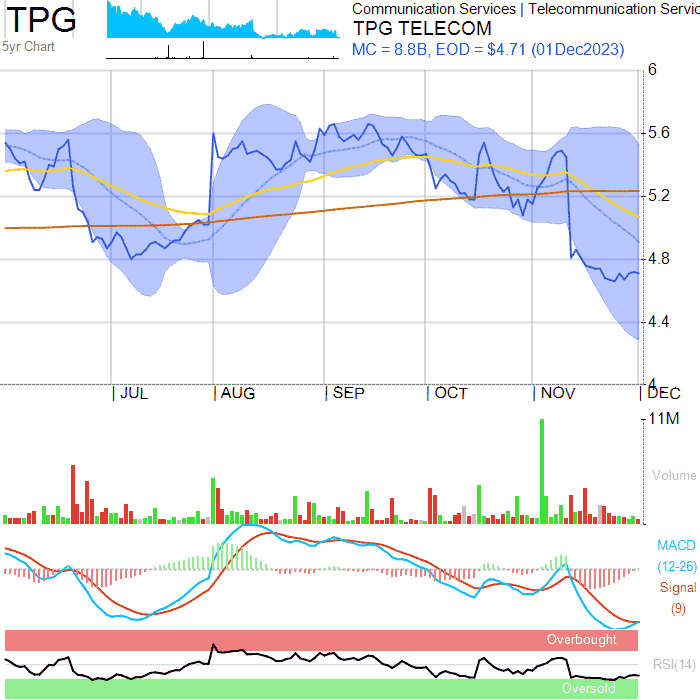 TPG
5yr Chart
Communication Services | Telecommunication Servic
TPG TELECOM
MC = 8.8B, EOD = $4.71 (01Dec2023)
6
5.6
5.2
4.8
4.4
4
JUL
AUG
SEP
OCT
NOV
DEC
11M
Volume
MACD
(12-26)
Signal
(9)
Overbought
RSI(14)
Oversold